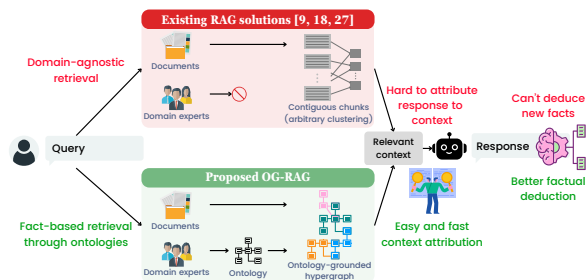 Existing RAG solutions [9, 18, 27]
Domain-agnostic
retrieval
Documents
Domain experts
Contiguous chunks
(arbitrary clustering)
Hard to attribute
response to
context
Can't deduce
new facts
Query
Relevant
context
Response
Proposed OG-RAG
Fact-based retrieval
through ontologies
Documents
Domain experts
Ontology
Ontology-grounded
hypergraph
Easy and fast
context attribution
Better factual
deduction